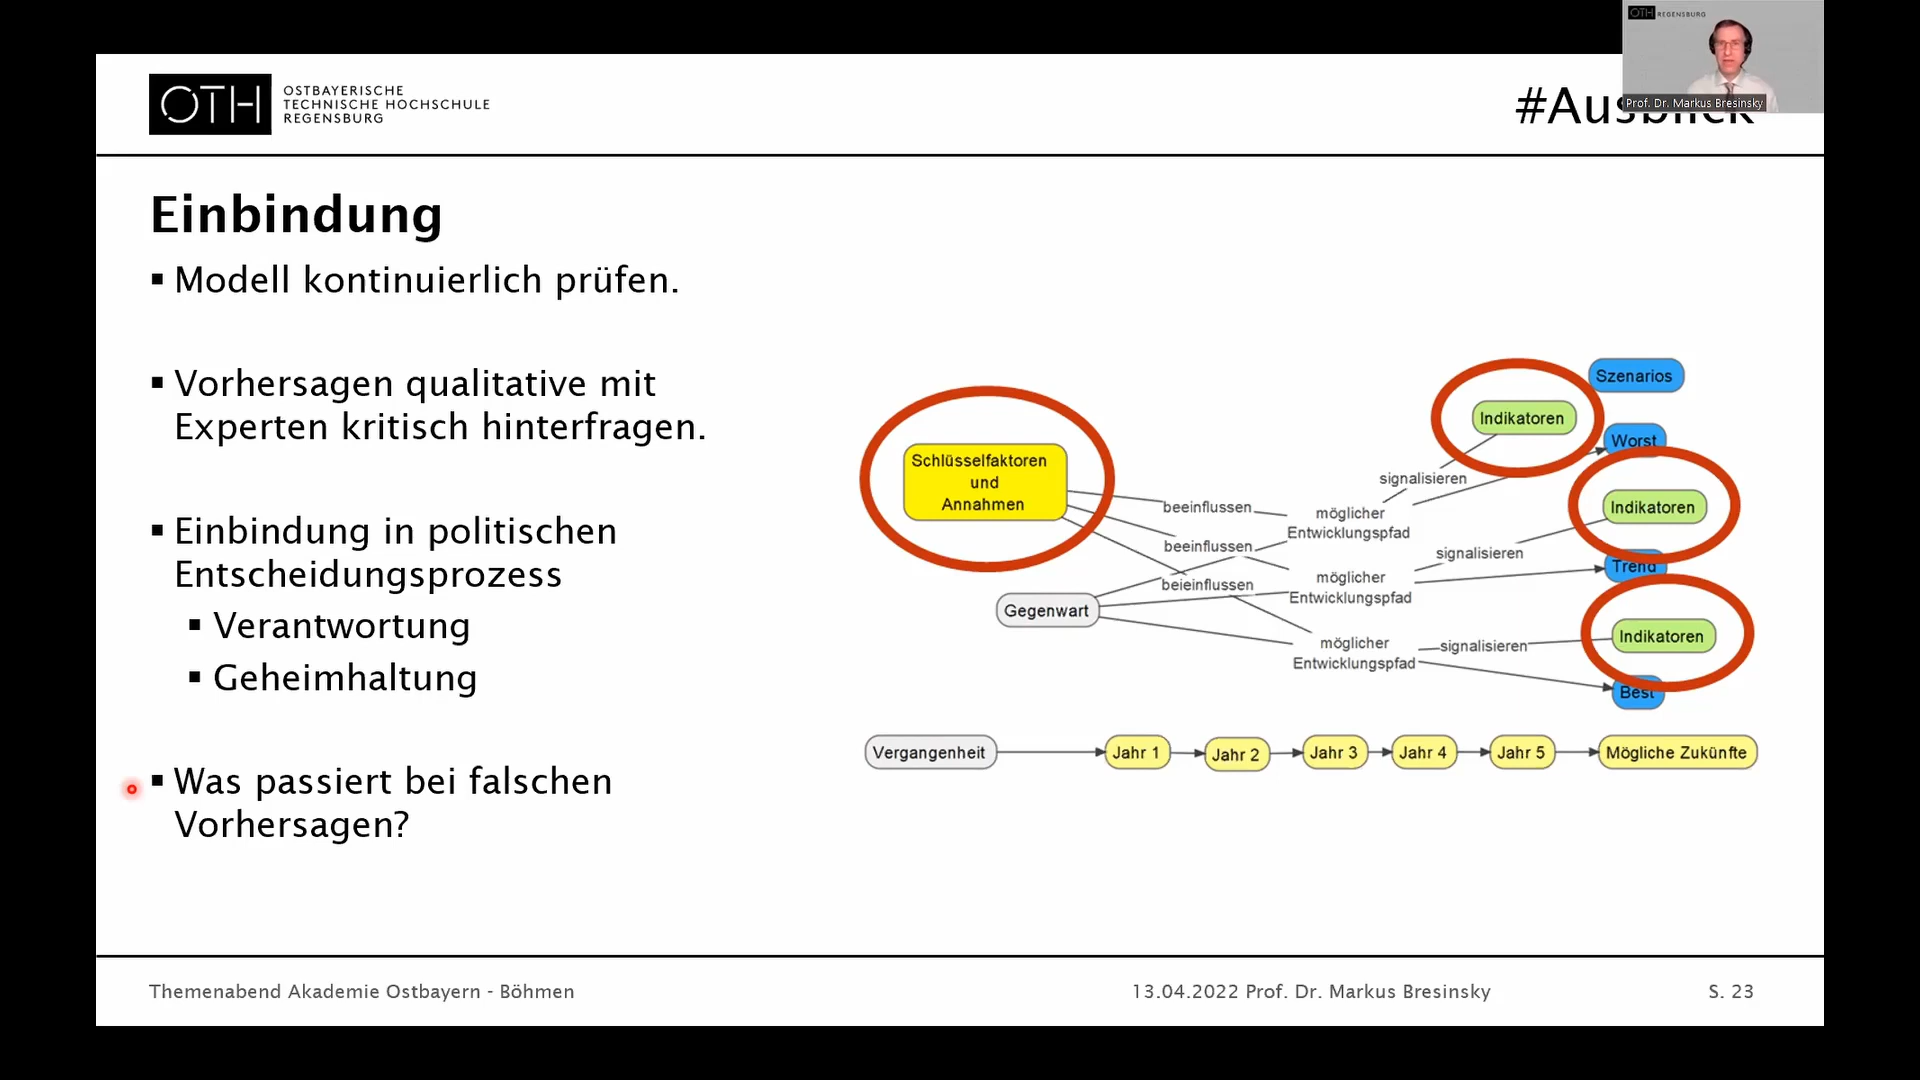 OTH REGENSBURG
Prof. Dr. Markus Bresinsky
OTH
OSTBAYERISCHE
TECHNISCHE HOCHSCHULE
REGENSBURG
#Ausblick
Einbindung
▪ Modell kontinuierlich prüfen.
▪ Vorhersagen qualitative mit
Experten kritisch hinterfragen.
▪ Einbindung in politischen
Entscheidungsprozess
▪ Verantwortung
▪ Geheimhaltung
▪ Was passiert bei falschen
Vorhersagen?
Schlüsselfaktoren
und
Annahmen
Gegenwart
beeinflussen
beeinflussen
beieinflussen
möglicher
Entwicklungspfad
möglicher
Entwicklungspfad
möglicher
Entwicklungspfad
signalisieren
signalisieren
signalisieren
Szenarios
Indikatoren
Worst
Indikatoren
Trend
Indikatoren
Best
Vergangenheit
Jahr 1
Jahr 2
Jahr 3
Jahr 4
Jahr 5
Mögliche Zukünfte
Themenabend Akademie Ostbayern - Böhmen
13.04.2022 Prof. Dr. Markus Bresinsky
S. 23